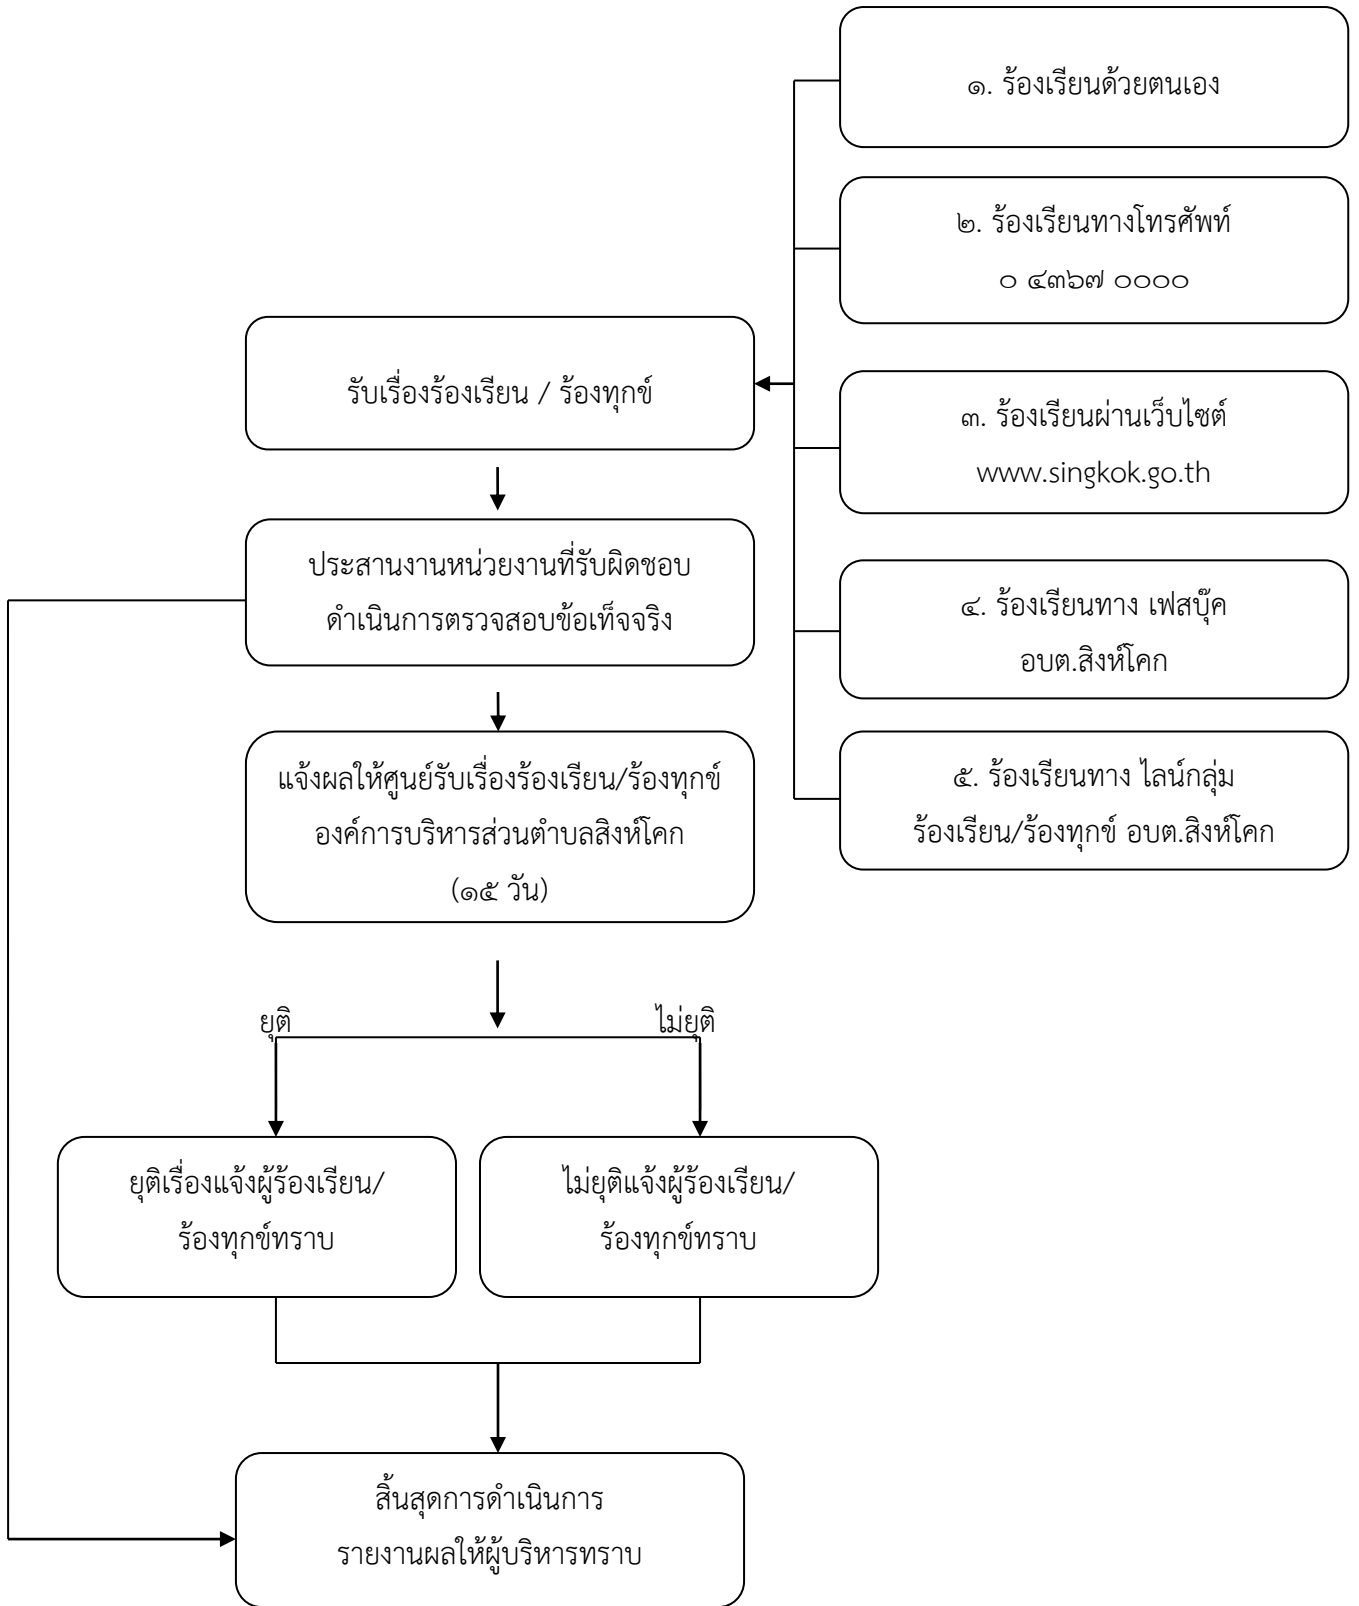 ๑. ร้องเรียนด้วยตนเอง
๒. ร้องเรียนทางโทรศัพท์
๐ ๔๓๖๗ ๐๐๐๐
รับเรื่องร้องเรียน / ร้องทุกข์
๓. ร้องเรียนผ่านเว็บไซต์
www.singkok.go.th
ประสานงานหน่วยงานที่รับผิดชอบ
ดำเนินการตรวจสอบข้อเท็จจริง
๔. ร้องเรียนทาง เฟสบุ๊ค
อบต.สิงห์โคก
แจ้งผลให้ศูนย์รับเรื่องร้องเรียน/ร้องทุกข์
องค์การบริหารส่วนตำบลสิงห์โคก
(๑๕ วัน)
๕. ร้องเรียนทาง ไลน์กลุ่ม
ร้องเรียน/ร้องทุกข์ อบต.สิงห์โคก
ยุติ
ไม่ยุติ
ยุติเรื่องแจ้งผู้ร้องเรียน/
ร้องทุกข์ทราบ
ไม่ยุติแจ้งผู้ร้องเรียน/
ร้องทุกข์ทราบ
สิ้นสุดการดำเนินการ
รายงานผลให้ผู้บริหารทราบ